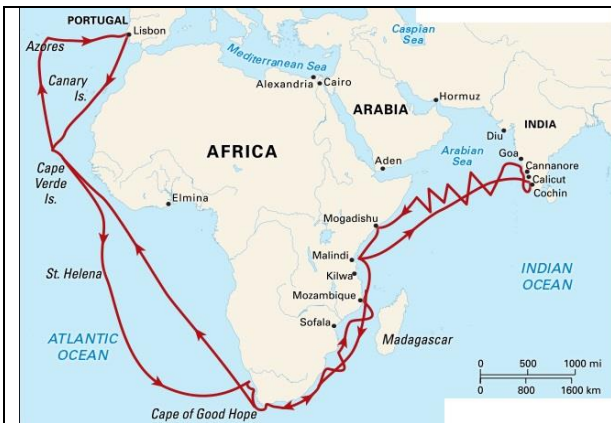 PORTUGAL
Lisbon
Azores
Caspian
Sea
Mediterranean Sea
Canary
Is.
Alexandria
Cairo
Hormuz
ARABIA
INDIA
Diu
AFRICA
Arabian
Sea
Goa
Cannanore
Calicut
Cochin
Aden
Cape
Verde
Is.
Elmina
Mogadishu
Malindi
Kilwa
INDIAN
OCEAN
St. Helena
Mozambique
Sofala
Madagascar
ATLANTIC
OCEAN
0 500 1000 mi
0 800 1600 km
Cape of Good Hope